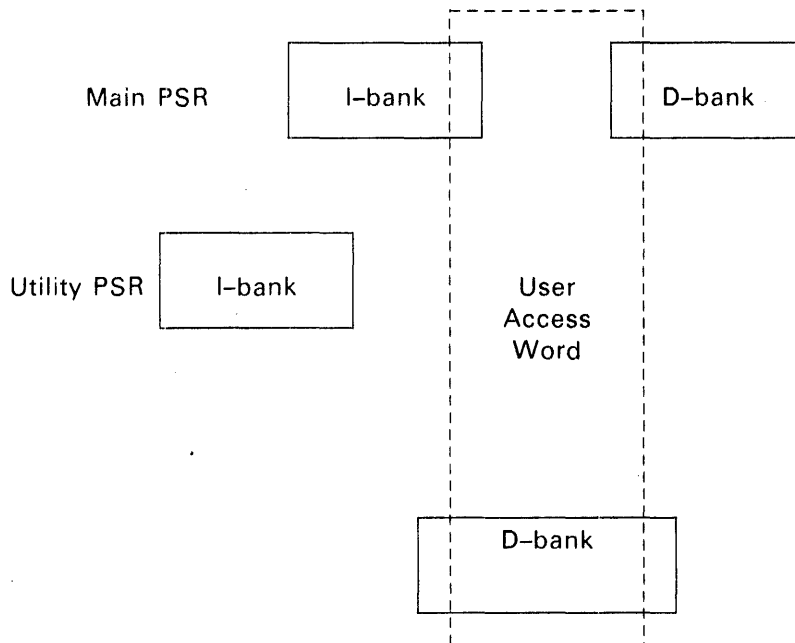 Main PSR
I-bank
D-bank
Utility PSR
I-bank
User
Access
Word
D-bank